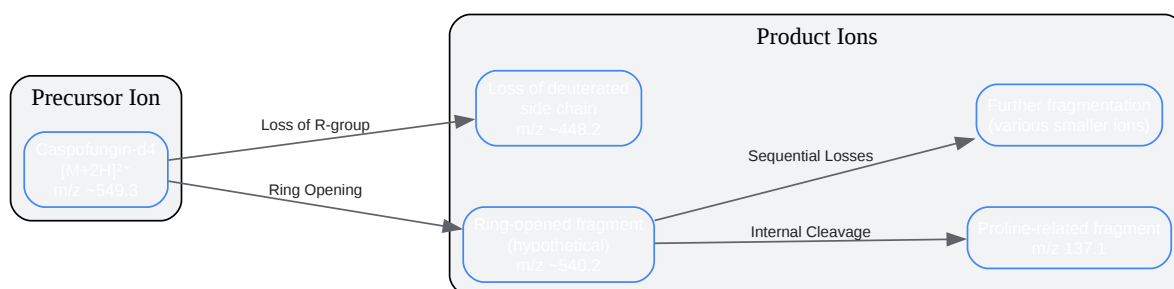 Product Ions
Precursor Ion
Caspofungin-d4
[M+2H]²⁺
m/z ~549.3
Loss of R-group
Ring Opening
Loss of deuterated
side chain
m/z ~448.2
Ring-opened fragment
(hypothetical)
m/z ~540.2
Sequential Losses
Internal Cleavage
Further fragmentation
(various smaller ions)
Proline-related fragment
m/z 137.1